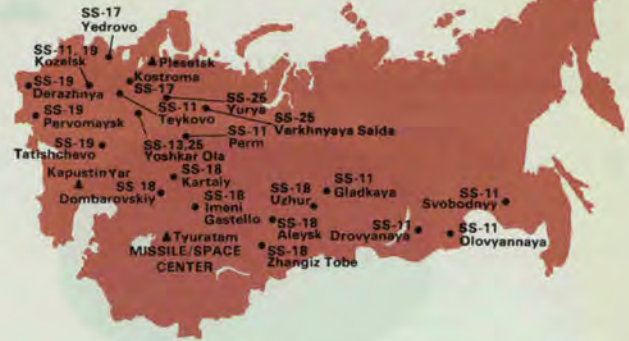 SS-17
Yedrovo
SS-11, 19
Kozelsk
Plesetsk
Kostroma
SS-17
SS-19
Derazhnya
SS-25
Yurya
SS-25
Verkhnyaya Salda
SS-11
Teykovo
SS-19
Pervomaysk
SS-11
Perm
SS-13,25
Yoshkar Ola
SS-19
Tatishchevo
Kapustin Yar
SS-18
Kartaly
SS-18
Dombarovskiy
SS-18
Imeni
Gastello
SS-18
Uzhur
SS-11
Gladkaya
SS-11
Svobodnyy
SS-18
Aleysk
SS-11
Drovyanaya
SS-11
Olovyannaya
Tyuratam
MISSILE/SPACE
CENTER
SS-18
Zhangiz Tobe